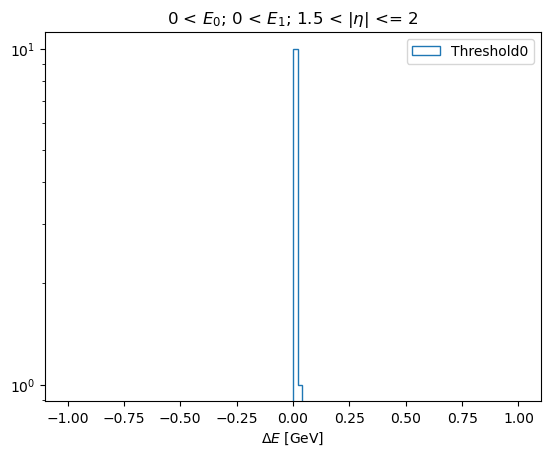 0 < E₀; 0 < E₁; 1.5 < |η| <= 2
Threshold0
10¹
10⁰
−1.00 −0.75 −0.50 −0.25 0.00 0.25 0.50 0.75 1.00
ΔE [GeV]